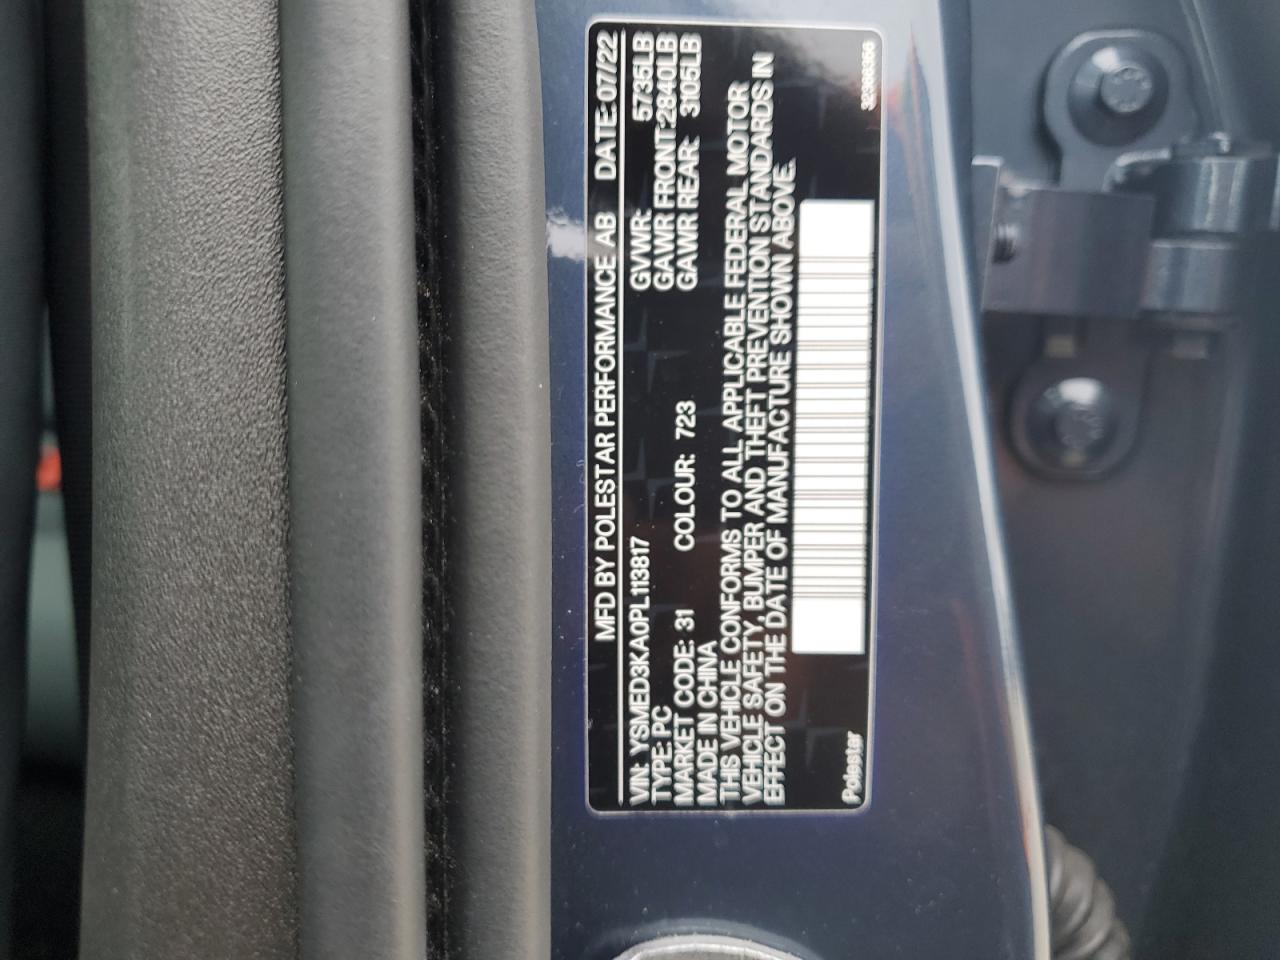 MFD BY POLESTAR PERFORMANCE AB DATE: 07/22
VIN: YSMED3KA0PL113817 GVWR: 5735LB
TYPE: PC GAWR FRONT: 2840LB
MARKET CODE: 31 COLOUR: 723 GAWR REAR: 3105LB
MADE IN CHINA
THIS VEHICLE CONFORMS TO ALL APPLICABLE FEDERAL MOTOR
VEHICLE SAFETY, BUMPER AND THEFT PREVENTION STANDARDS IN
EFFECT ON THE DATE OF MANUFACTURE SHOWN ABOVE.
Polestar 32386356